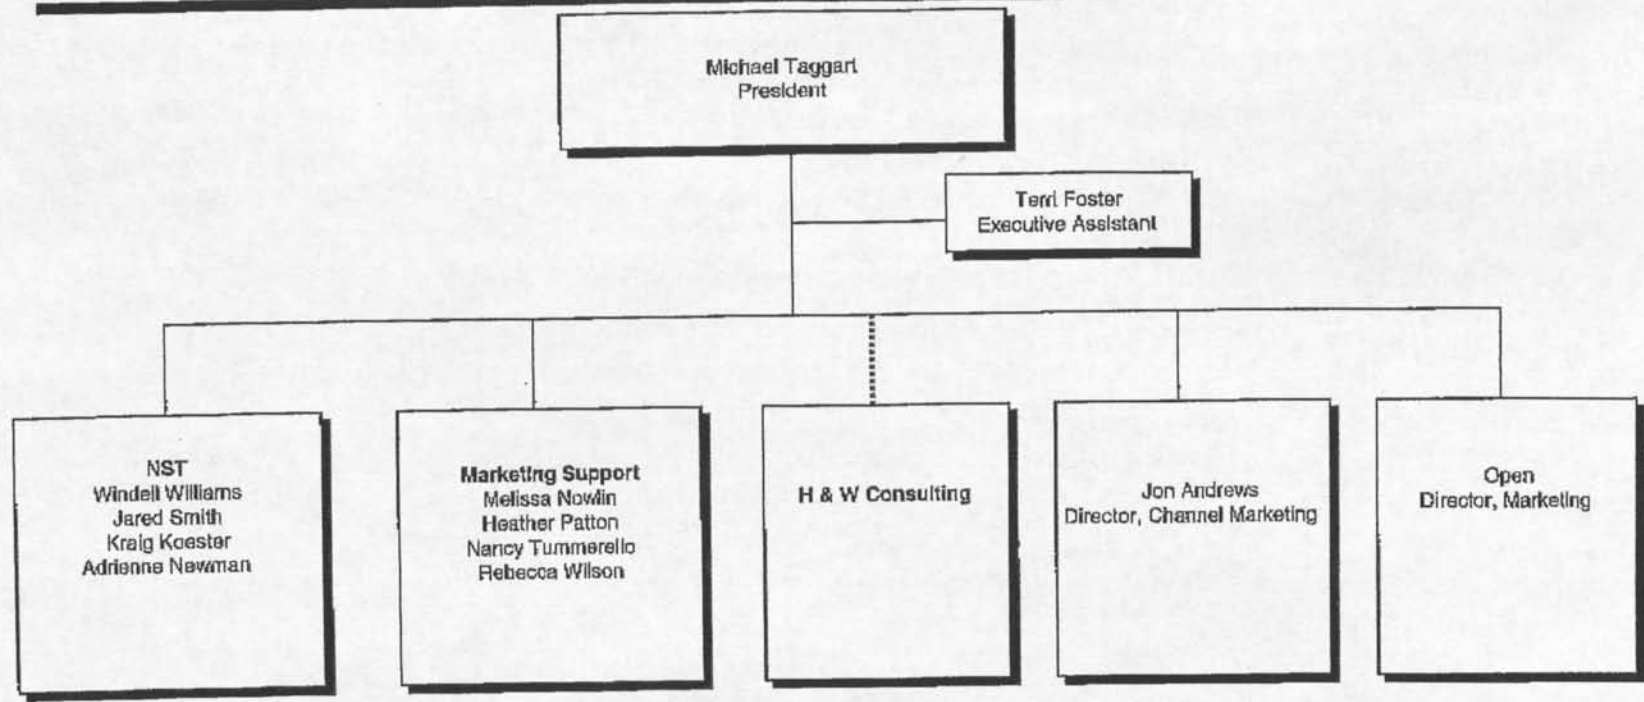 Michael Taggart
President
Terri Foster
Executive Assistant
NST
Windell Williams
Jared Smith
Kraig Koester
Adrienne Newman
Marketing Support
Melissa Nowlin
Heather Patton
Nancy Tummarello
Rebecca Wilson
H & W Consulting
Jon Andrews
Director, Channel Marketing
Open
Director, Marketing